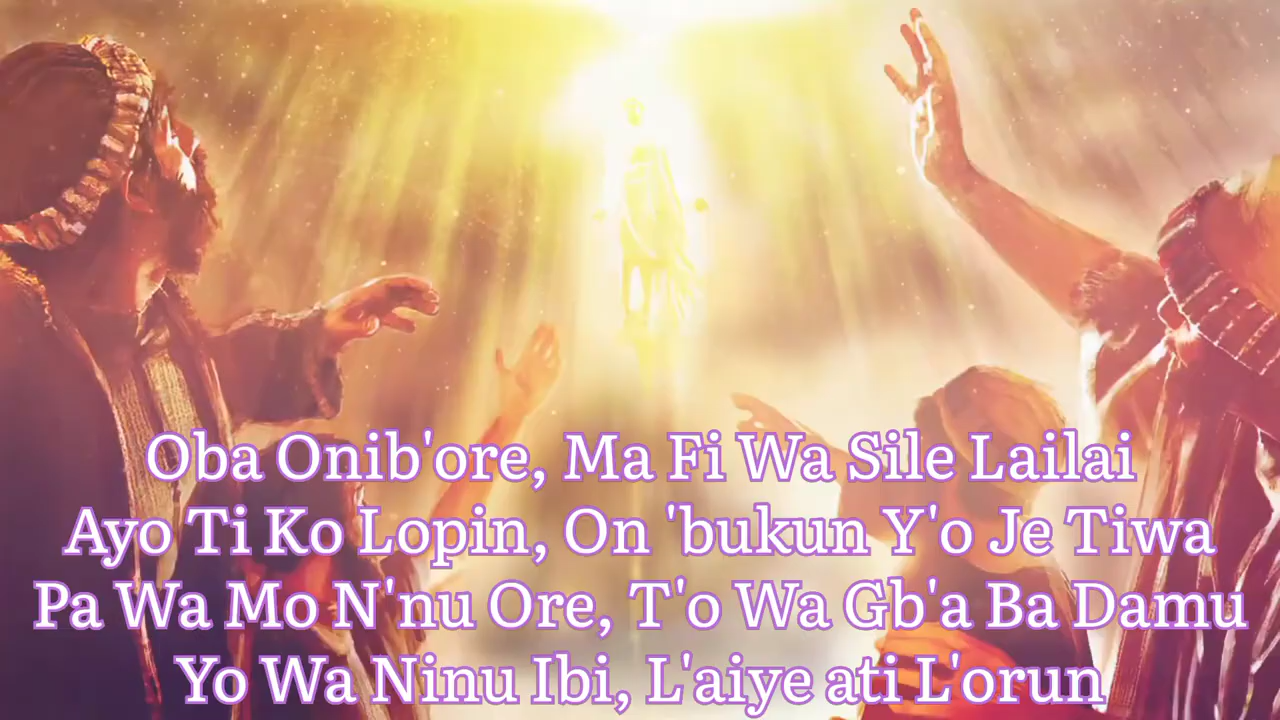 Oba Onib'ore, Ma Fi Wa Sile Lailai
Ayo Ti Ko Lopin, On 'bukun Y'o Je Tiwa
Pa Wa Mo N'nu Ore, T'o Wa Gb'a Ba Damu
Yo Wa Ninu Ibi, L'aiye ati L'orun